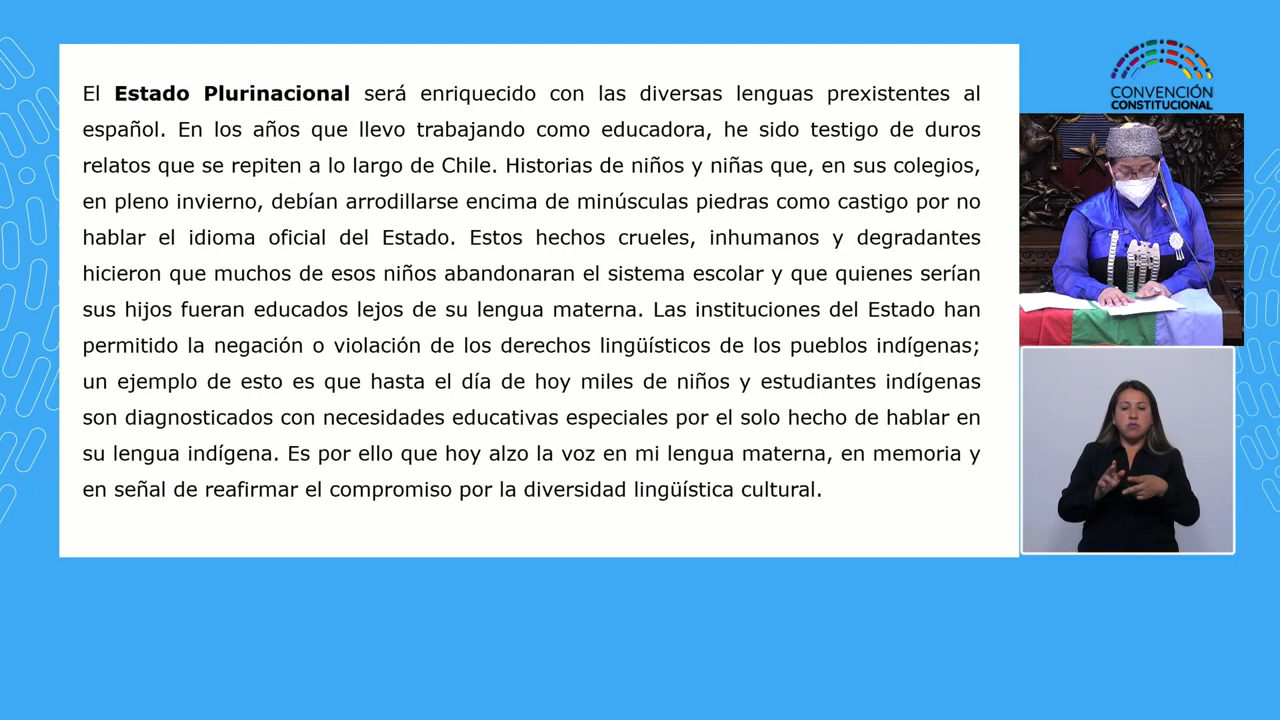 El Estado Plurinacional será enriquecido con las diversas lenguas prexistentes al
español. En los años que llevo trabajando como educadora, he sido testigo de duros
relatos que se repiten a lo largo de Chile. Historias de niños y niñas que, en sus colegios,
en pleno invierno, debían arrodillarse encima de minúsculas piedras como castigo por no
hablar el idioma oficial del Estado. Estos hechos crueles, inhumanos y degradantes
hicieron que muchos de esos niños abandonaran el sistema escolar y que quienes serían
sus hijos fueran educados lejos de su lengua materna. Las instituciones del Estado han
permitido la negación o violación de los derechos lingüísticos de los pueblos indígenas;
un ejemplo de esto es que hasta el día de hoy miles de niños y estudiantes indígenas
son diagnosticados con necesidades educativas especiales por el solo hecho de hablar en
su lengua indígena. Es por ello que hoy alzo la voz en mi lengua materna, en memoria y
en señal de reafirmar el compromiso por la diversidad lingüística cultural.
CONVENCIÓN
CONSTITUCIONAL